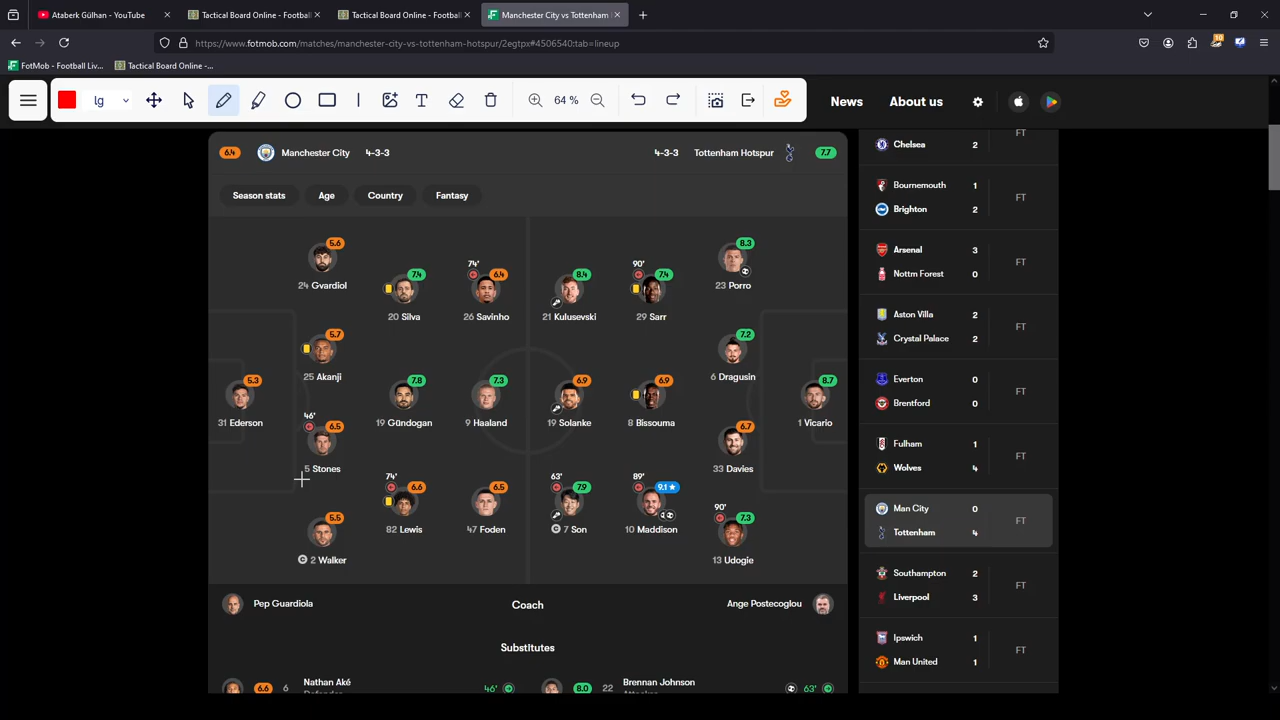 Ataberk Gülhan - YouTube
Tactical Board Online - Footbal
Tactical Board Online - Footbal
Manchester City vs Tottenham
https://www.fotmob.com/matches/manchester-city-vs-tottenham-hotspur/2egtpx#4506540:tab=lineup
10
FotMob - Football Liv...
Tactical Board Online -...
lg
64 %
News
About us
6.4 Manchester City 4-3-3
4-3-3 Tottenham Hotspur 7.7
Season stats Age Country Fantasy
5.6
24 Gvardiol
7.4
20 Silva
74'
6.4
26 Savinho
8.4
21 Kulusevski
90'
7.4
29 Sarr
8.3
23 Porro
5.7
25 Akanji
7.2
6 Dragusin
5.3
31 Ederson
7.8
19 Gündogan
7.3
9 Haaland
6.9
19 Solanke
6.9
8 Bissouma
8.7
1 Vicario
46'
6.5
5 Stones
6.7
33 Davies
74'
6.6
82 Lewis
6.5
47 Foden
63'
7.9
C 7 Son
89'
9.1
10 Maddison
5.5
C 2 Walker
90'
7.3
13 Udogie
Pep Guardiola
Coach
Ange Postecoglou
Substitutes
6.6 6 Nathan Aké 46'
Defender
8.0 22 Brennan Johnson 63'
Attacker
FT
Chelsea 2
Bournemouth 1
FT
Brighton 2
Arsenal 3
FT
Nottm Forest 0
Aston Villa 2
FT
Crystal Palace 2
Everton 0
FT
Brentford 0
Fulham 1
FT
Wolves 4
Man City 0
FT
Tottenham 4
Southampton 2
FT
Liverpool 3
Ipswich 1
FT
Man United 1